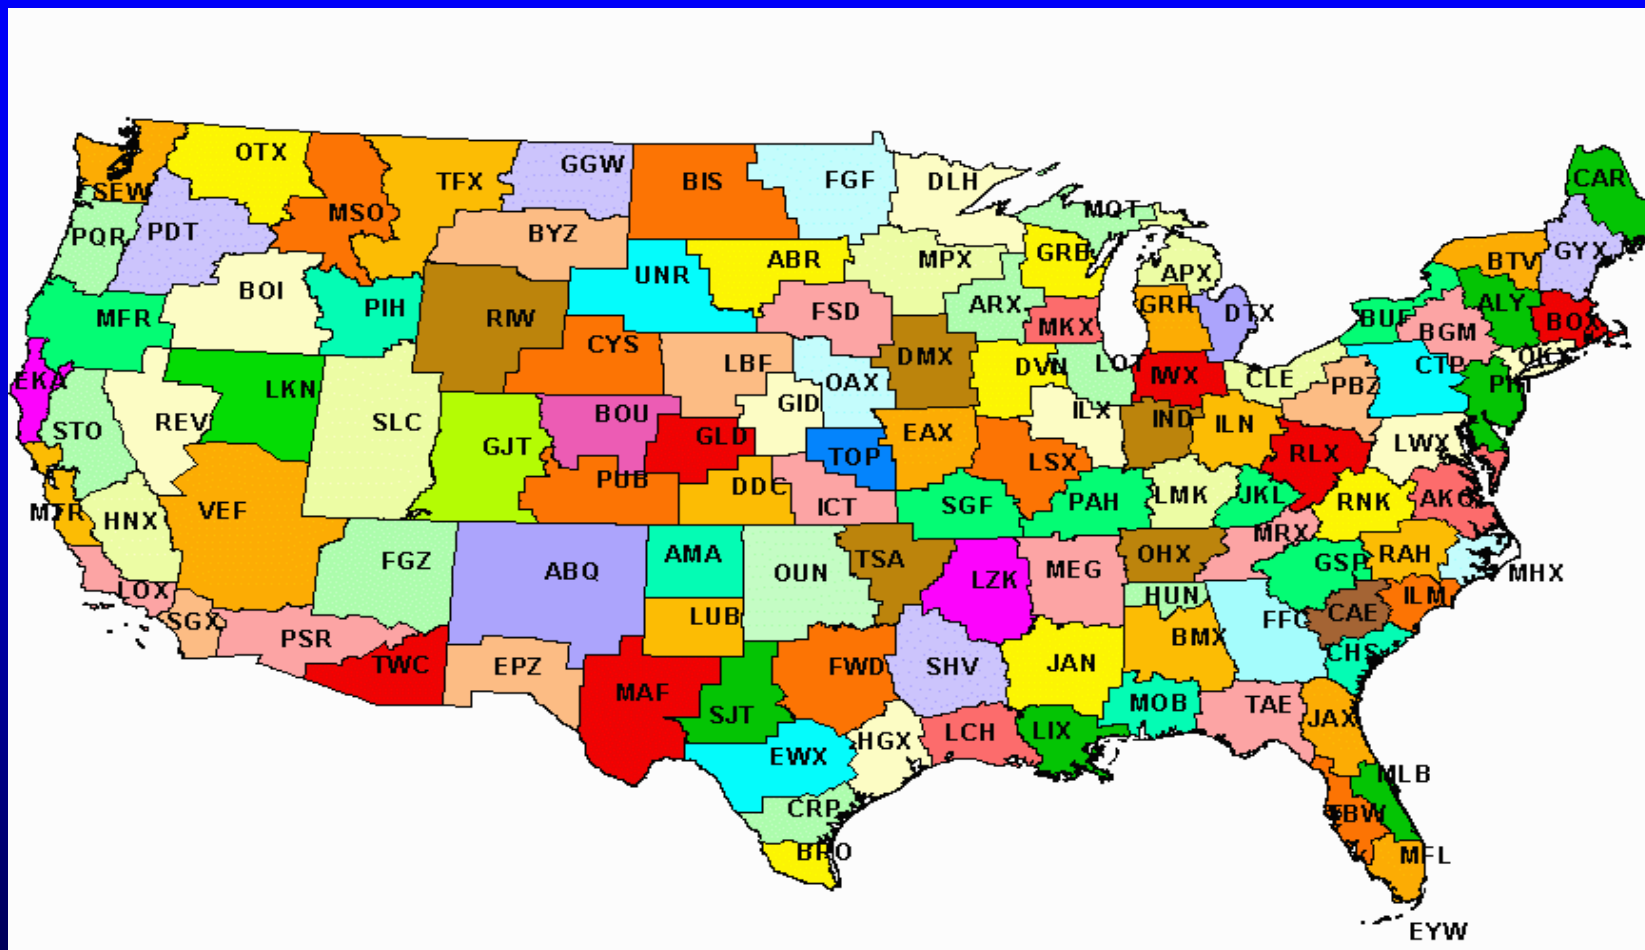 CAR
OTX
GGW
TFX
BIS
FGF
DLH
SEW
MSO
MQT
PQR
PDT
BYZ
GRB
GYX
ABR
MPX
BTV
UNR
APX
BOI
PIH
FSD
ARX
GRR
DTX
ALY
MFR
RIW
MKX
BUF
BGM
BOX
CYS
DMX
LBF
DVN
LOT
IWX
CTP
OKX
EKA
LKN
OAX
CLE
PBZ
PHI
GID
ILX
REV
SLC
BOU
IND
ILN
STO
GLD
EAX
LWX
GJT
TOP
LSX
RLX
PUB
DDC
LMK
JKL
AKQ
MTR
HNX
VEF
ICT
SGF
PAH
RNK
MRX
FGZ
ABQ
AMA
OUN
TSA
LZK
MEG
OHX
GSP
RAH
MHX
LOX
HUN
ILM
SGX
LUB
FFC
CAE
PSR
BMX
TWC
EPZ
FWD
SHV
JAN
CHS
MAF
SJT
MOB
TAE
JAX
HGX
LCH
LIX
EWX
MLB
CRP
TBW
BRO
MFL
EYW